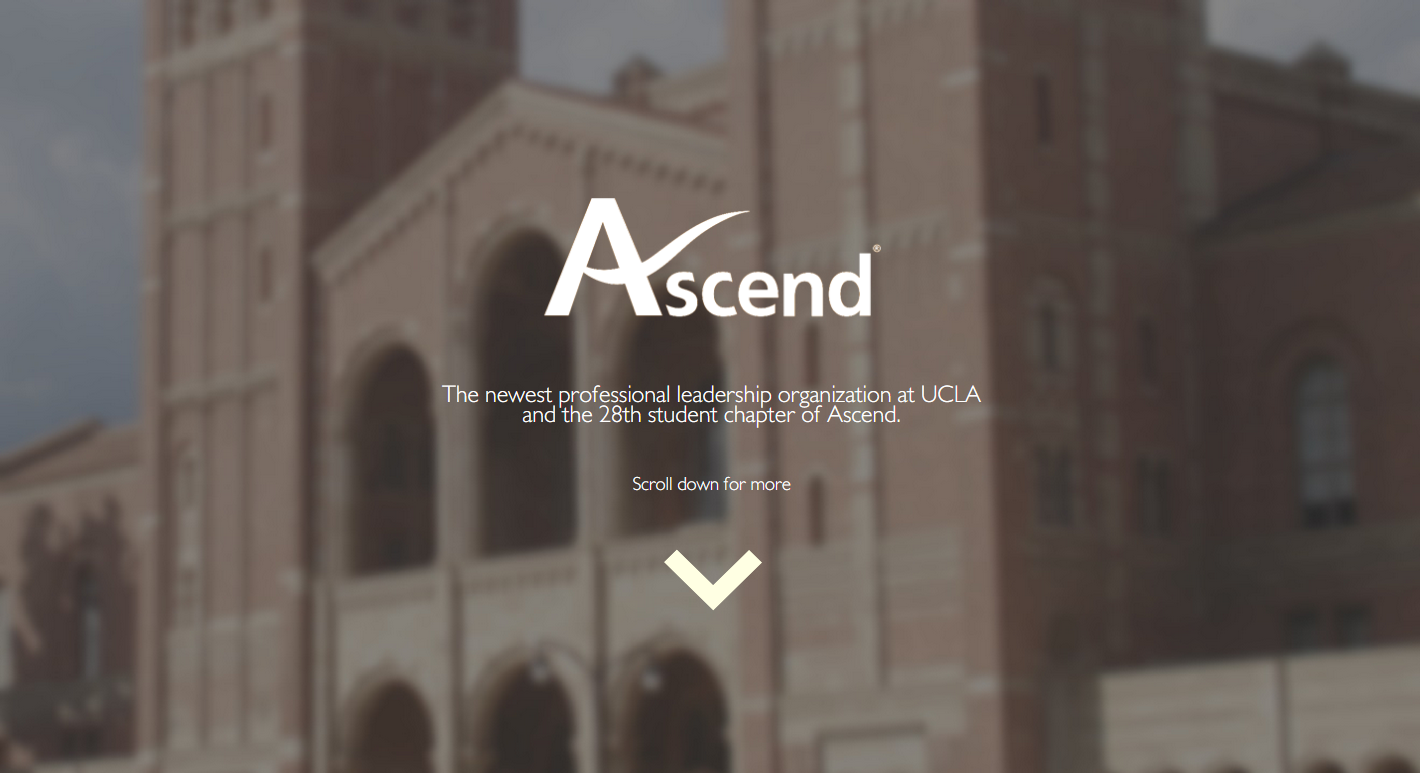 Ascend®
The newest professional leadership organization at UCLA
and the 28th student chapter of Ascend.
Scroll down for more